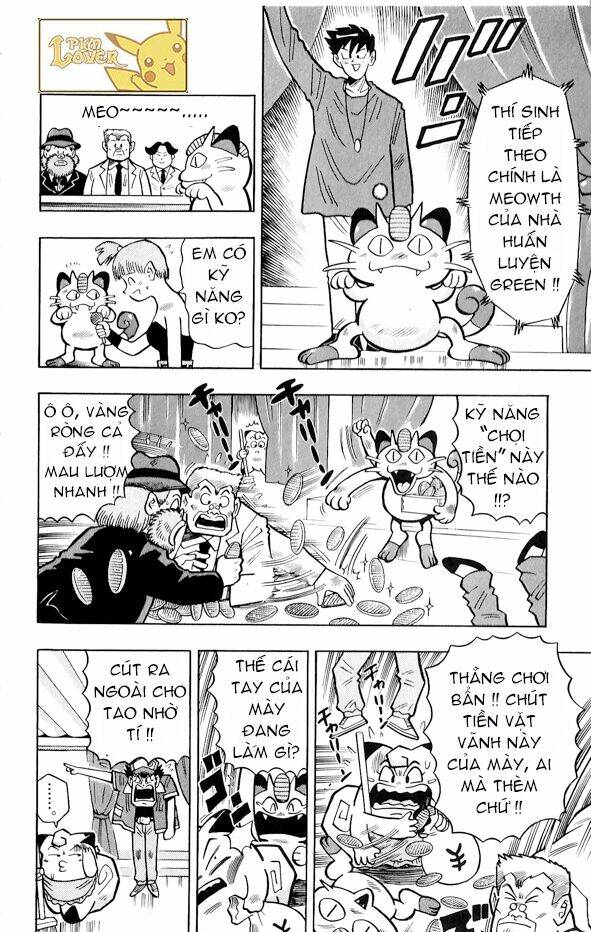 PKM
LOVER
THÍ SINH
TIẾP
THEO
CHÍNH LÀ
MEOWTH
CỦA NHÀ
HUẤN
LUYỆN
GREEN !!
MEO~~~~~.....
EM CÓ
KỸ
NĂNG
GÌ KO?
KỸ NĂNG
“CHỌI
TIỀN” NÀY
THẾ NÀO
!!?
Ô Ô, VÀNG
RÒNG CẢ
ĐẤY !!
MAU LƯỢM
NHANH !!
THẰNG CHƠI
BẨN !! CHÚT
TIỀN VẶT
VÃNH NÀY
CỦA MÀY, AI
MÀ THÈM
CHỨ !!
THẾ CÁI
TAY CỦA
MÀY
ĐANG
LÀM GÌ?
CÚT RA
NGOÀI CHO
TAO NHỜ
TÍ !!